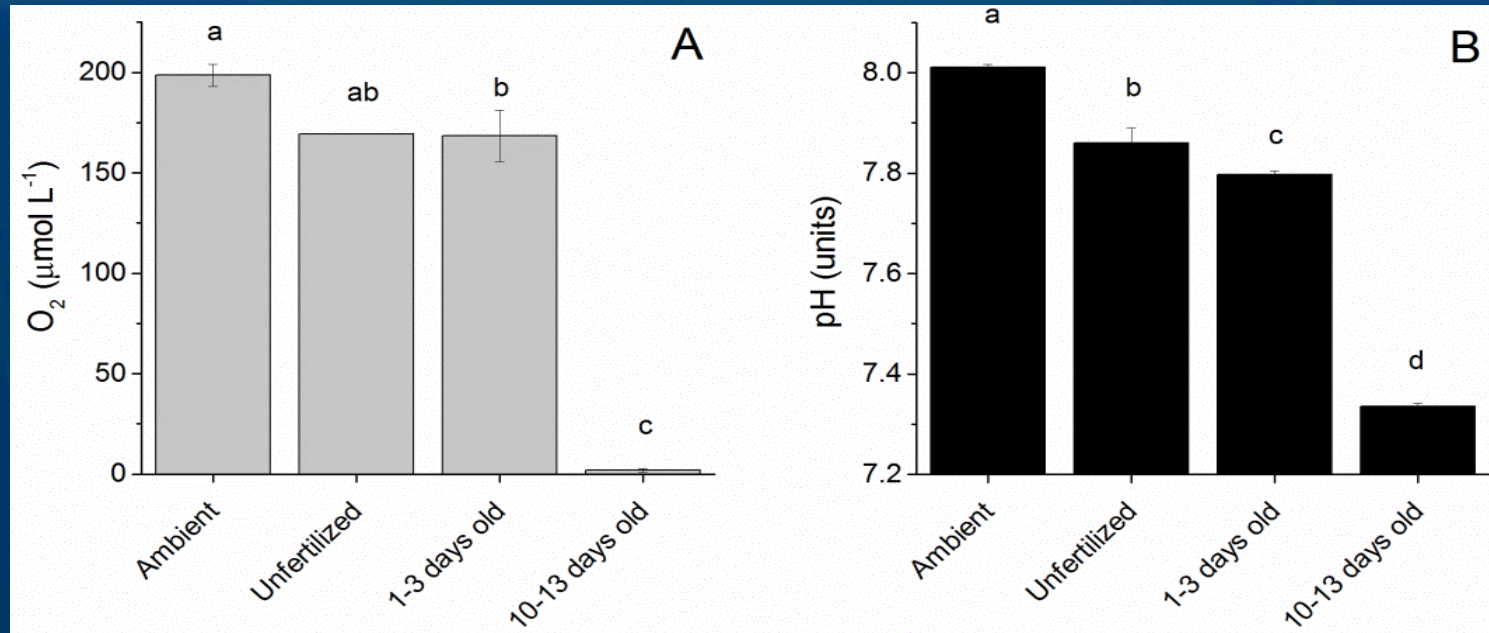 a
A
ab
b
c
200
150
100
50
0
O₂ (μmol L⁻¹)
Ambient
Unfertilized
1-3 days old
10-13 days old
a
B
b
c
d
8.0
7.8
7.6
7.4
7.2
pH (units)
Ambient
Unfertilized
1-3 days old
10-13 days old